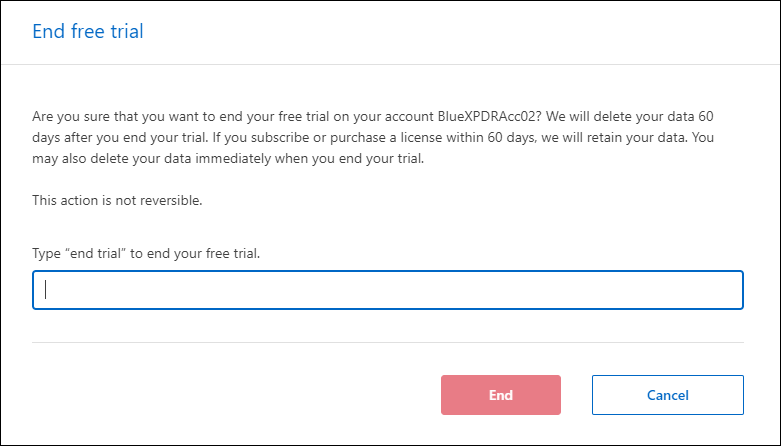 End free trial
Are you sure that you want to end your free trial on your account BlueXPDRAcc02? We will delete your data 60
days after you end your trial. If you subscribe or purchase a license within 60 days, we will retain your data. You
may also delete your data immediately when you end your trial.
This action is not reversible.
Type “end trial” to end your free trial.
End
Cancel